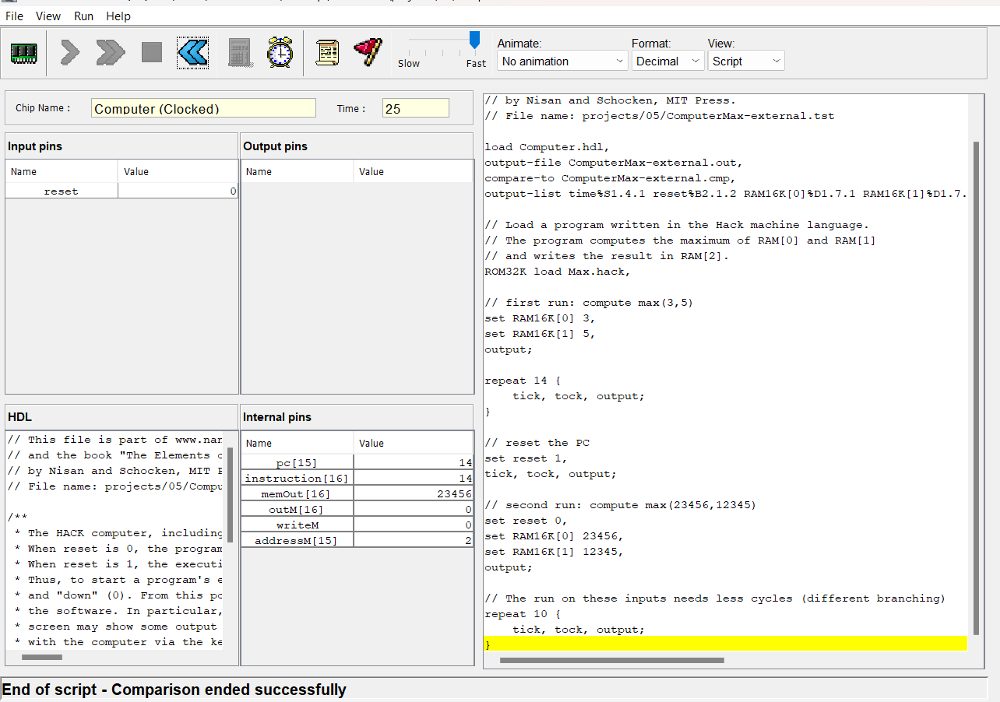 File View Run Help
Slow Fast
Animate: Format: View:
No animation Decimal Script
Chip Name : Computer (Clocked) Time : 25
Input pins
Name Value
reset 0
Output pins
Name Value
HDL
// This file is part of www.nan
// and the book "The Elements o
// by Nisan and Schocken, MIT P
// File name: projects/05/Compu
/**
* The HACK computer, including
* When reset is 0, the program
* When reset is 1, the executi
* Thus, to start a program's e
* and "down" (0). From this po
* the software. In particular,
* screen may show some output
* with the computer via the ke
Internal pins
Name Value
pc[15] 14
instruction[16] 14
memOut[16] 23456
outM[16] 0
writeM 0
addressM[15] 2
// by Nisan and Schocken, MIT Press.
// File name: projects/05/ComputerMax-external.tst
load Computer.hdl,
output-file ComputerMax-external.out,
compare-to ComputerMax-external.cmp,
output-list time%S1.4.1 reset%B2.1.2 RAM16K[0]%D1.7.1 RAM16K[1]%D1.7.
// Load a program written in the Hack machine language.
// The program computes the maximum of RAM[0] and RAM[1]
// and writes the result in RAM[2].
ROM32K load Max.hack,
// first run: compute max(3,5)
set RAM16K[0] 3,
set RAM16K[1] 5,
output;
repeat 14 {
tick, tock, output;
}
// reset the PC
set reset 1,
tick, tock, output;
// second run: compute max(23456,12345)
set reset 0,
set RAM16K[0] 23456,
set RAM16K[1] 12345,
output;
// The run on these inputs needs less cycles (different branching)
repeat 10 {
tick, tock, output;
}
End of script - Comparison ended successfully